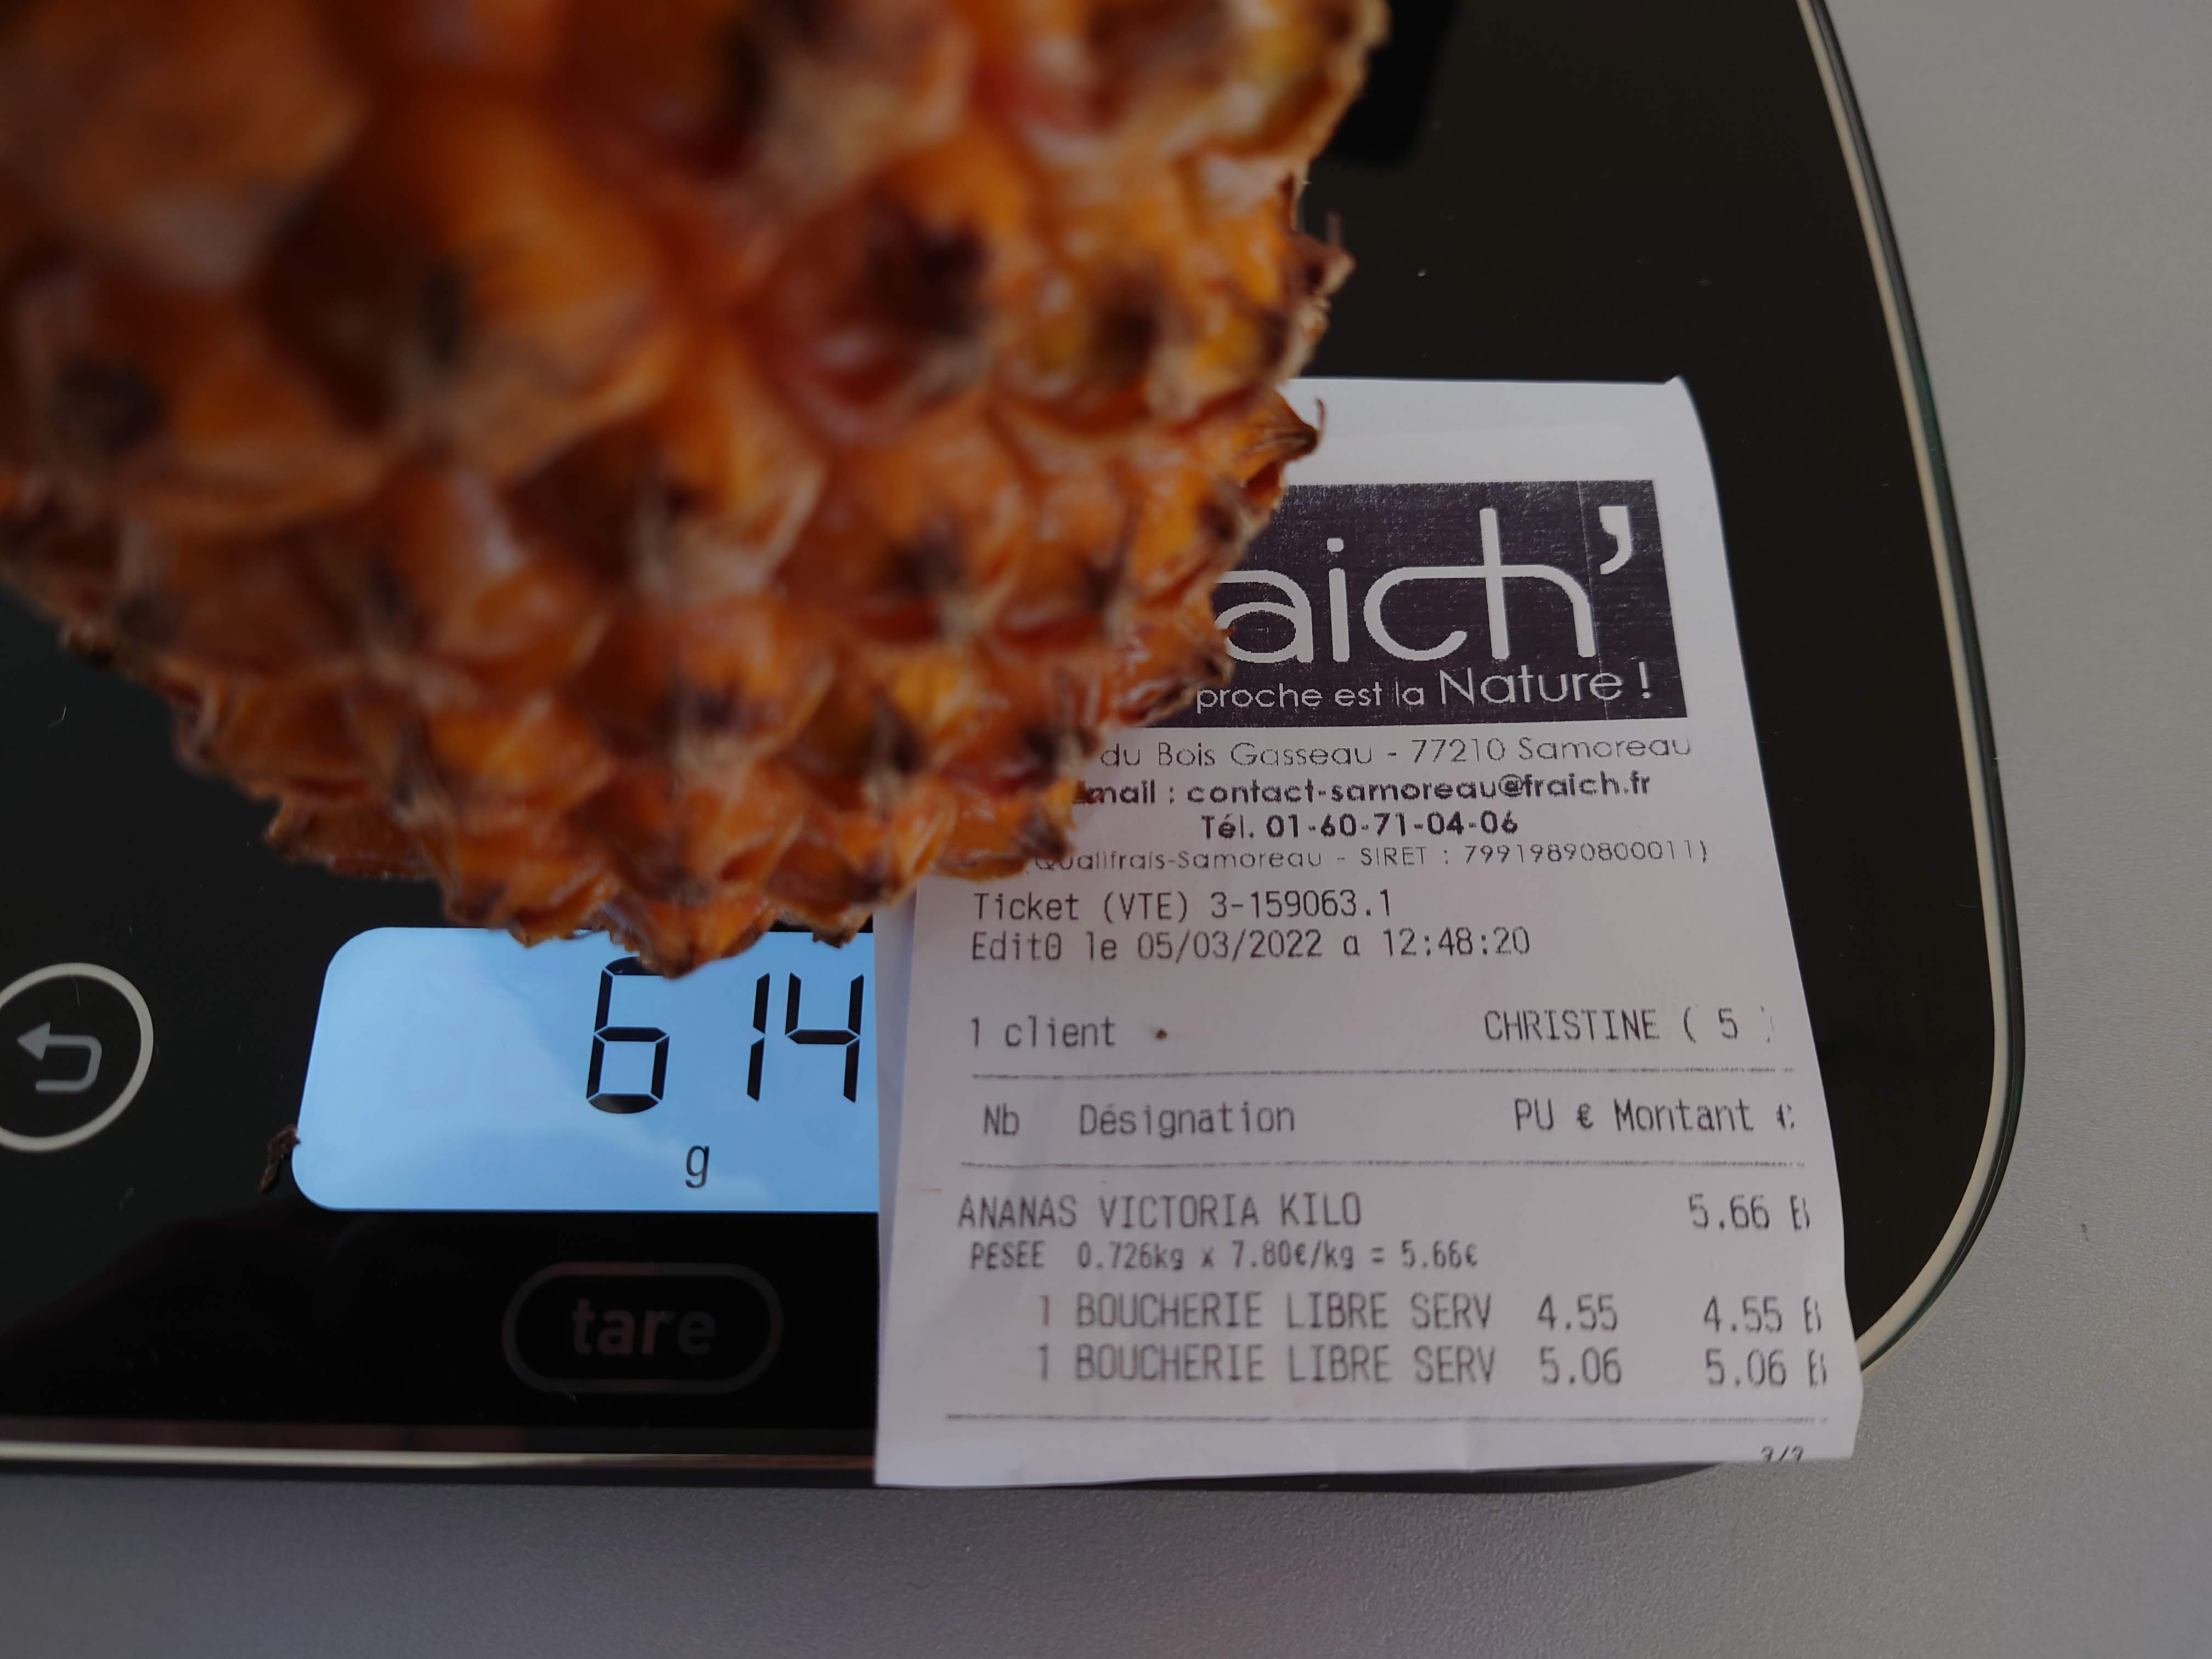 aich'
proche est la Nature !
du Bois Gasseau - 77210 Samoreau
mail : contact-samoreau@fraich.fr
Tél. 01-60-71-04-06
Qualifrais-Samoreau - SIRET : 79919890800011)
Ticket (VTE) 3-159063.1
Edit0 le 05/03/2022 a 12:48:20
1 client CHRISTINE ( 5 )
Nb Désignation PU € Montant €
ANANAS VICTORIA KILO 5.66 B
PESEE 0.726kg x 7.80€/kg = 5.66€
1 BOUCHERIE LIBRE SERV 4.55 4.55 B
1 BOUCHERIE LIBRE SERV 5.06 5.06 B
614
g
tare